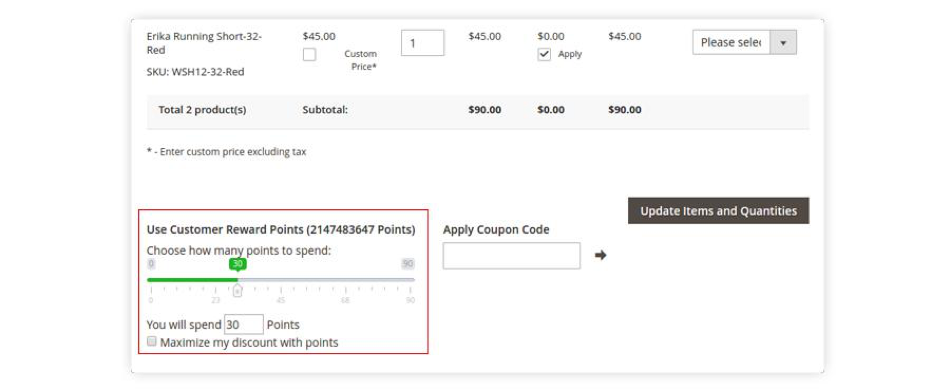 Erika Running Short-32- $45.00 1 $45.00 $0.00 $45.00 Please selec
Red Custom Apply
Price*
SKU: WSH12-32-Red
Total 2 product(s) Subtotal: $90.00 $0.00 $90.00
* - Enter custom price excluding tax
Update Items and Quantities
Use Customer Reward Points (2147483647 Points) Apply Coupon Code
Choose how many points to spend:
0 30 90
0 23 45 68 90
You will spend 30 Points
Maximize my discount with points